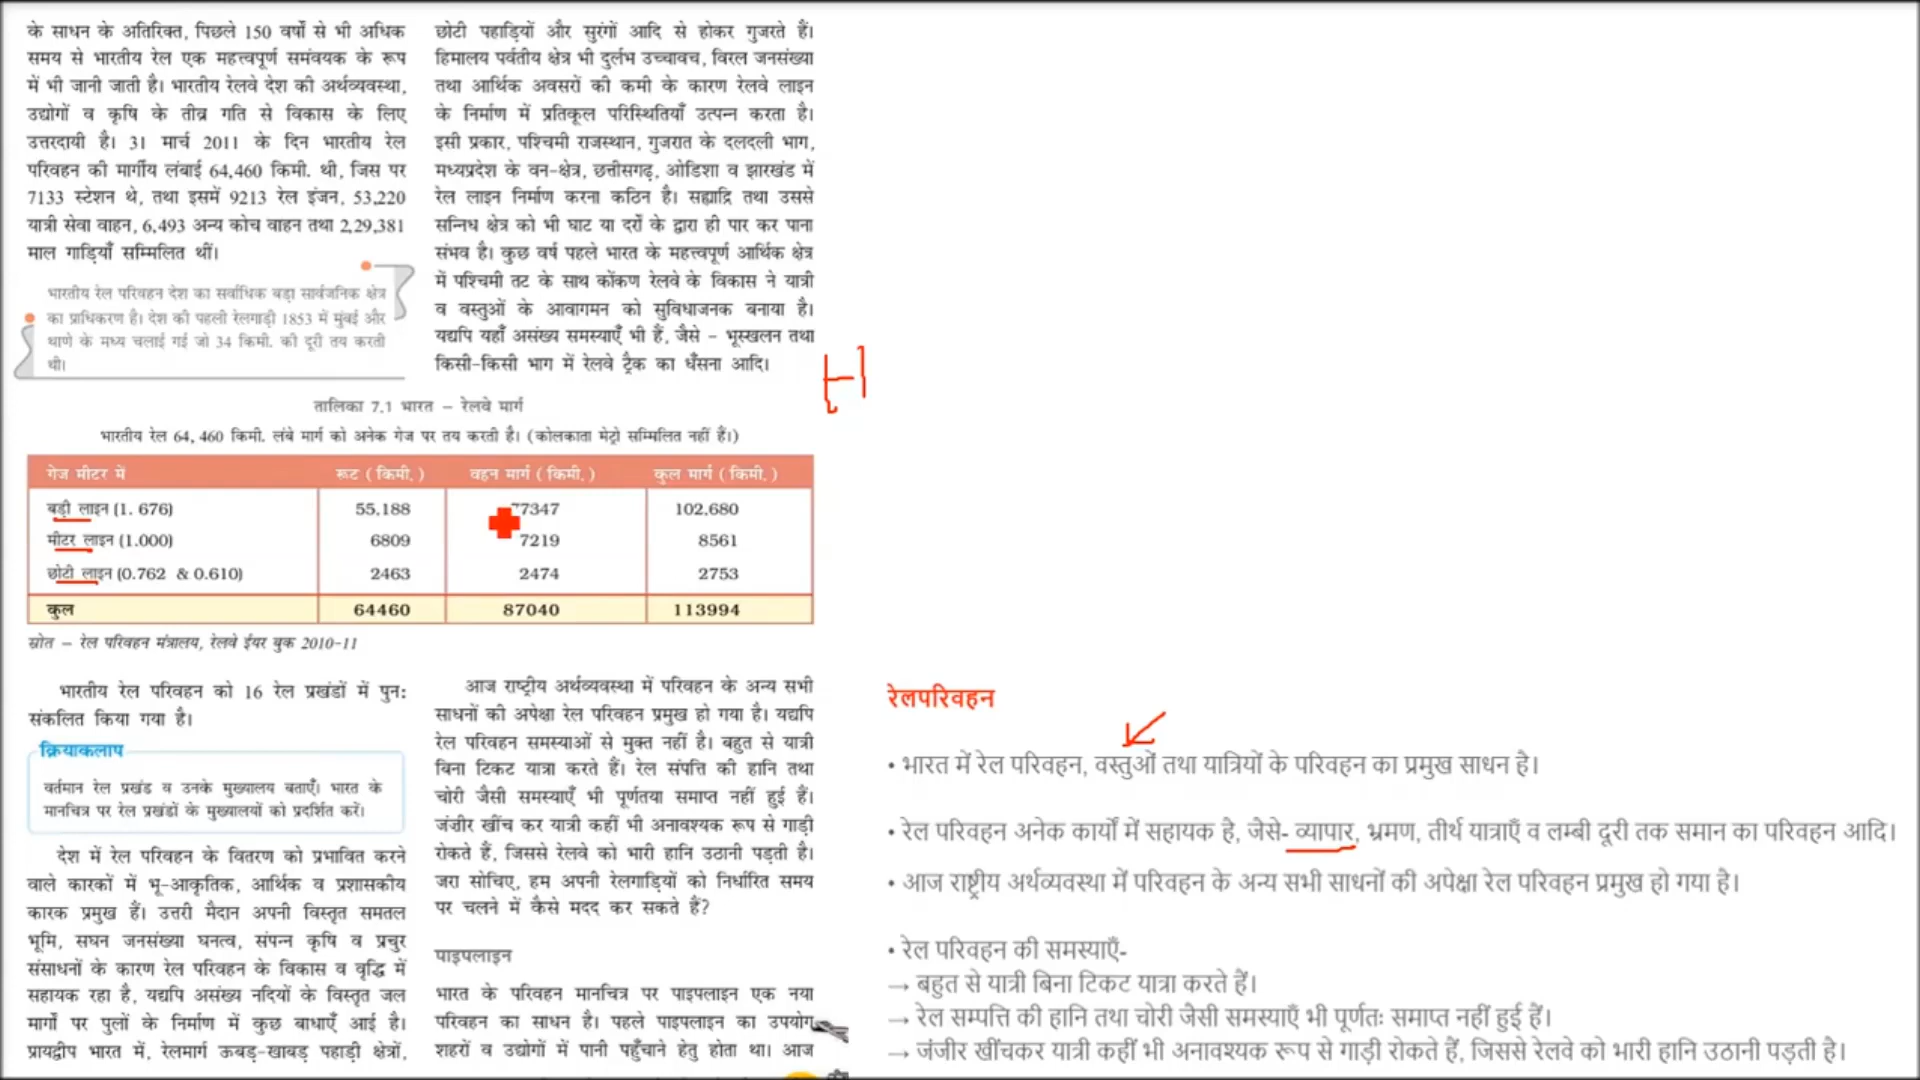 के साधन के अतिरिक्त, पिछले 150 वर्षों से भी अधिक
समय से भारतीय रेल एक महत्त्वपूर्ण समंवयक के रूप
में भी जानी जाती है। भारतीय रेलवे देश की अर्थव्यवस्था,
उद्योगों व कृषि के तीव्र गति से विकास के लिए
उत्तरदायी है। 31 मार्च 2011 के दिन भारतीय रेल
परिवहन की मार्गीय लंबाई 64,460 किमी. थी, जिस पर
7133 स्टेशन थे, तथा इसमें 9213 रेल इंजन, 53,220
यात्री सेवा वाहन, 6,493 अन्य कोच वाहन तथा 2,29,381
माल गाड़ियाँ सम्मिलित थीं।
भारतीय रेल परिवहन देश का सर्वाधिक बड़ा सार्वजनिक क्षेत्र
का प्राधिकरण है। देश की पहली रेलगाड़ी 1853 में मुंबई और
थाणे के मध्य चलाई गई जो 34 किमी. की दूरी तय करती
थी।
छोटी पहाड़ियों और सुरंगों आदि से होकर गुजरते हैं।
हिमालय पर्वतीय क्षेत्र भी दुर्लभ उच्चावच, विरल जनसंख्या
तथा आर्थिक अवसरों की कमी के कारण रेलवे लाइन
के निर्माण में प्रतिकूल परिस्थितियाँ उत्पन्न करता है।
इसी प्रकार, पश्चिमी राजस्थान, गुजरात के दलदली भाग,
मध्यप्रदेश के वन-क्षेत्र, छत्तीसगढ़, ओडिशा व झारखंड में
रेल लाइन निर्माण करना कठिन है। सह्याद्रि तथा उससे
सन्निध क्षेत्र को भी घाट या दर्रों के द्वारा ही पार कर पाना
संभव है। कुछ वर्ष पहले भारत के महत्त्वपूर्ण आर्थिक क्षेत्र
में पश्चिमी तट के साथ कोंकण रेलवे के विकास ने यात्री
व वस्तुओं के आवागमन को सुविधाजनक बनाया है।
यद्यपि यहाँ असंख्य समस्याएँ भी हैं, जैसे – भूस्खलन तथा
किसी-किसी भाग में रेलवे ट्रैक का धँसना आदि।
तालिका 7.1 भारत – रेलवे मार्ग
भारतीय रेल 64, 460 किमी. लंबे मार्ग को अनेक गेज पर तय करती है। (कोलकाता मेट्रो सम्मिलित नहीं हैं।)
गेज मीटर में रूट (किमी.) वहन मार्ग (किमी.) कुल मार्ग (किमी.)
बड़ी लाइन (1. 676) 55,188 77347 102,680
मीटर लाइन (1.000) 6809 7219 8561
छोटी लाइन (0.762 & 0.610) 2463 2474 2753
कुल 64460 87040 113994
स्रोत – रेल परिवहन मंत्रालय, रेलवे ईयर बुक 2010-11
भारतीय रेल परिवहन को 16 रेल प्रखंडों में पुन:
संकलित किया गया है।
क्रियाकलाप
वर्तमान रेल प्रखंड व उनके मुख्यालय बताएँ। भारत के
मानचित्र पर रेल प्रखंडों के मुख्यालयों को प्रदर्शित करें।
देश में रेल परिवहन के वितरण को प्रभावित करने
वाले कारकों में भू-आकृतिक, आर्थिक व प्रशासकीय
कारक प्रमुख हैं। उत्तरी मैदान अपनी विस्तृत समतल
भूमि, सघन जनसंख्या घनत्व, संपन्न कृषि व प्रचुर
संसाधनों के कारण रेल परिवहन के विकास व वृद्धि में
सहायक रहा है, यद्यपि असंख्य नदियों के विस्तृत जल
मार्गों पर पुलों के निर्माण में कुछ बाधाएँ आई है।
प्रायद्वीप भारत में, रेलमार्ग ऊबड़-खाबड़ पहाड़ी क्षेत्रों,
आज राष्ट्रीय अर्थव्यवस्था में परिवहन के अन्य सभी
साधनों की अपेक्षा रेल परिवहन प्रमुख हो गया है। यद्यपि
रेल परिवहन समस्याओं से मुक्त नहीं है। बहुत से यात्री
बिना टिकट यात्रा करते हैं। रेल संपत्ति की हानि तथा
चोरी जैसी समस्याएँ भी पूर्णतया समाप्त नहीं हुई हैं।
जंज़ीर खींच कर यात्री कहीं भी अनावश्यक रूप से गाड़ी
रोकते हैं, जिससे रेलवे को भारी हानि उठानी पड़ती है।
जरा सोचिए, हम अपनी रेलगाड़ियों को निर्धारित समय
पर चलने में कैसे मदद कर सकते हैं?
पाइपलाइन
भारत के परिवहन मानचित्र पर पाइपलाइन एक नया
परिवहन का साधन है। पहले पाइपलाइन का उपयोग
शहरों व उद्योगों में पानी पहुँचाने हेतु होता था। आज
रेलपरिवहन
• भारत में रेल परिवहन, वस्तुओं तथा यात्रियों के परिवहन का प्रमुख साधन है।
• रेल परिवहन अनेक कार्यों में सहायक है, जैसे- व्यापार, भ्रमण, तीर्थ यात्राएँ व लम्बी दूरी तक समान का परिवहन आदि।
• आज राष्ट्रीय अर्थव्यवस्था में परिवहन के अन्य सभी साधनों की अपेक्षा रेल परिवहन प्रमुख हो गया है।
• रेल परिवहन की समस्याएँ-
→ बहुत से यात्री बिना टिकट यात्रा करते हैं।
→ रेल सम्पत्ति की हानि तथा चोरी जैसी समस्याएँ भी पूर्णतः समाप्त नहीं हुई हैं।
→ जंजीर खींचकर यात्री कहीं भी अनावश्यक रूप से गाड़ी रोकते हैं, जिससे रेलवे को भारी हानि उठानी पड़ती है।